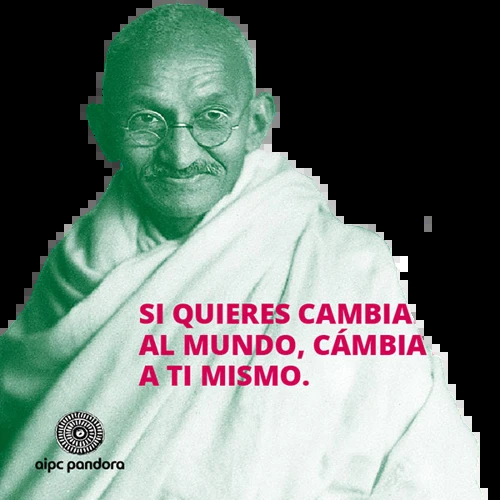 SI QUIERES CAMBIA
AL MUNDO, CÁMBIA
A TI MISMO.
aipc pandora